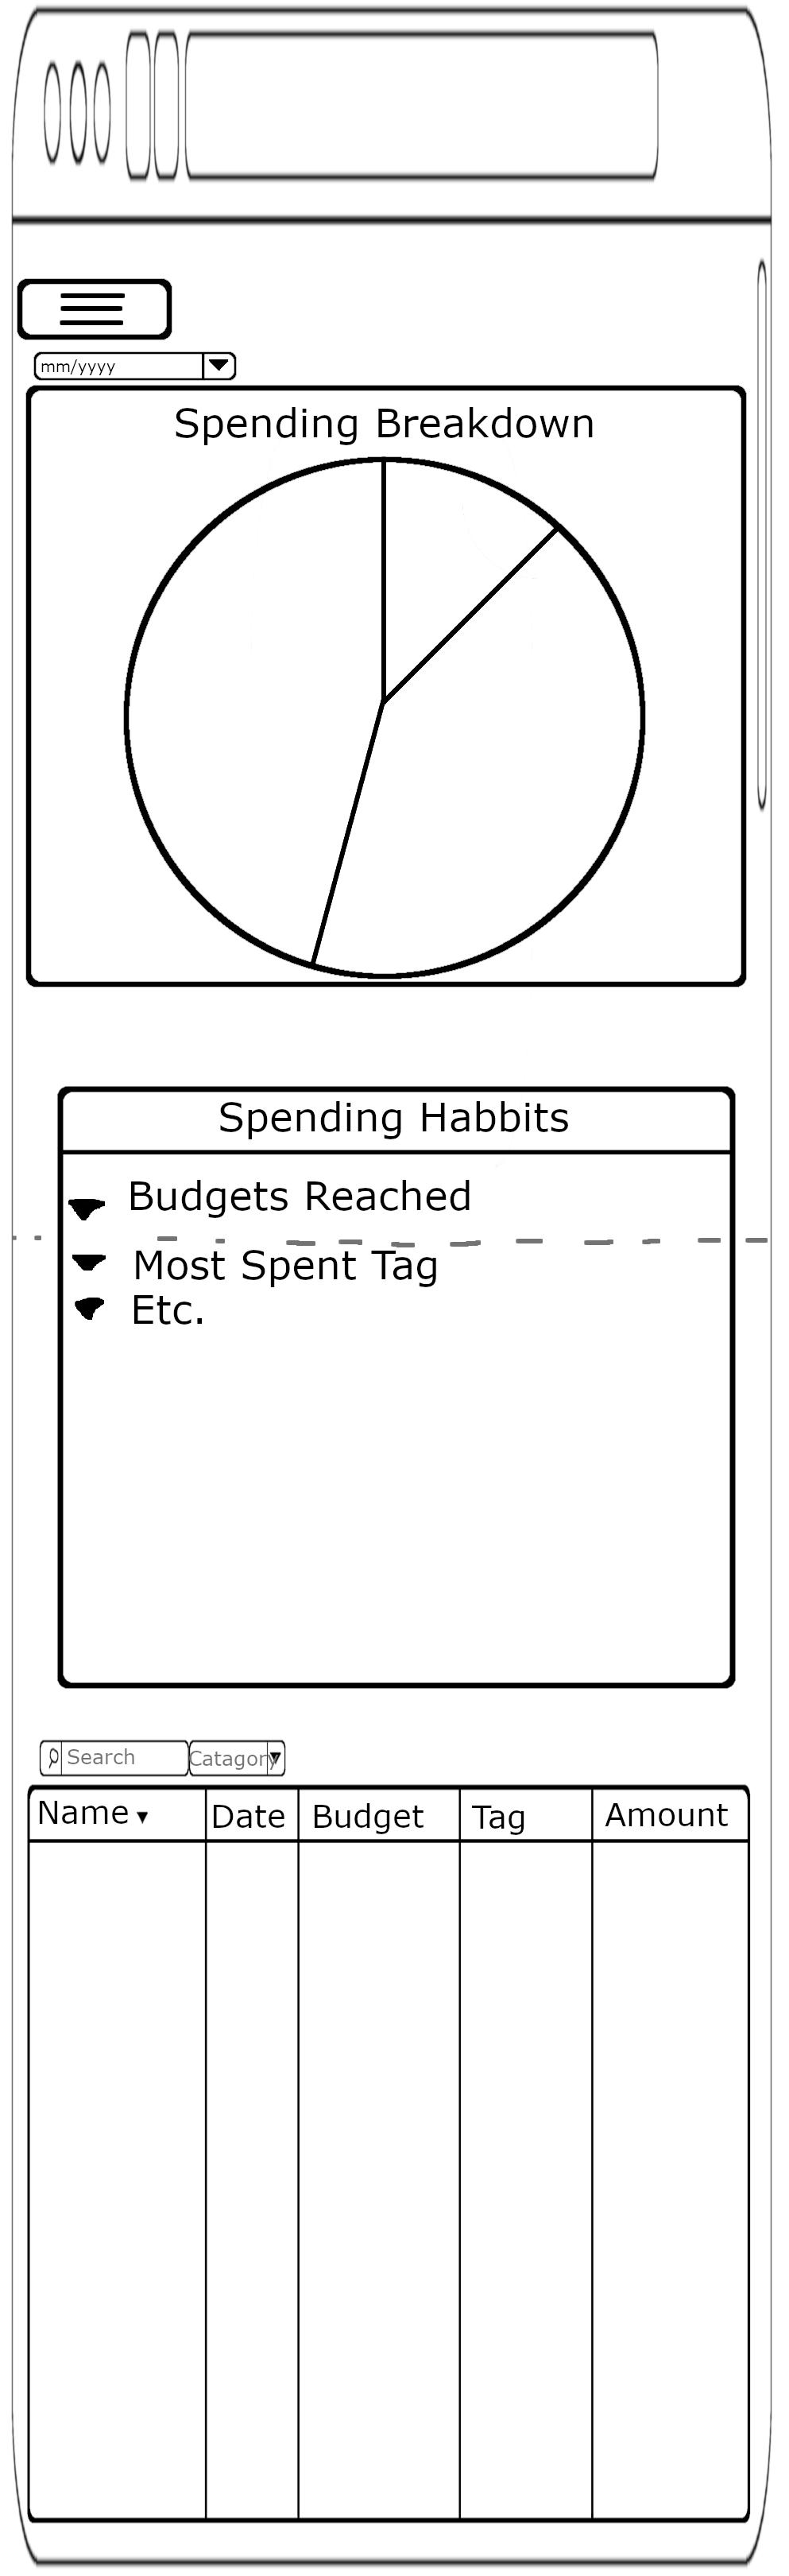 mm/yyyy
Spending Breakdown
Spending Habbits
Budgets Reached
Most Spent Tag
Etc.
Search Catagory
Name Date Budget Tag Amount